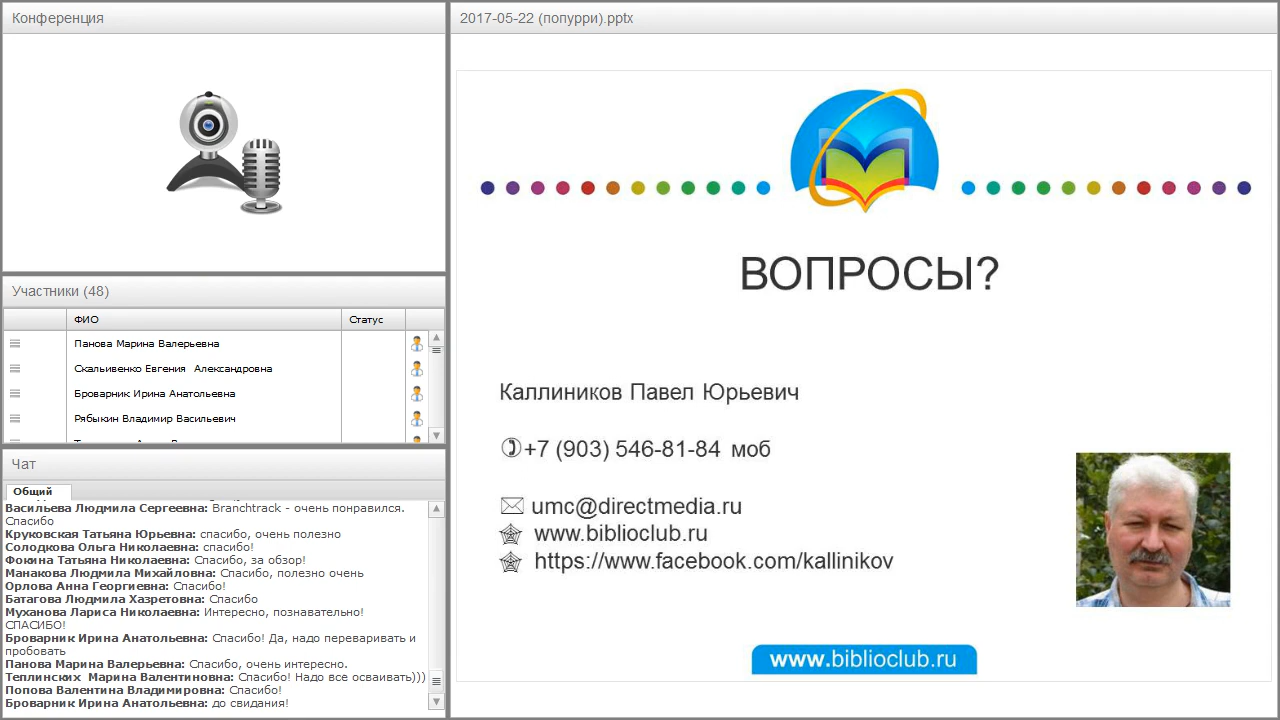 Конференция
Участники (48)
ФИО Статус
Панова Марина Валерьевна
Скаливенко Евгения Александровна
Броварник Ирина Анатольевна
Рябыкин Владимир Васильевич
Чат
Общий
Васильева Людмила Сергеевна: Branchtrack - очень понравился.
Спасибо
Круковская Татьяна Юрьевна: спасибо, очень полезно
Солодкова Ольга Николаевна: спасибо!
Фокина Татьяна Николаевна: Спасибо, за обзор!
Манакова Людмила Михайловна: Спасибо, полезно очень
Орлова Анна Георгиевна: Спасибо!
Батагова Людмила Хазретовна: Спасибо
Муханова Лариса Николаевна: Интересно, познавательно!
СПАСИБО!
Броварник Ирина Анатольевна: Спасибо! Да, надо переваривать и
пробовать
Панова Марина Валерьевна: Спасибо, очень интересно.
Теплинских Марина Валентиновна: Спасибо! Надо все осваивать)))
Попова Валентина Владимировна: Спасибо!
Броварник Ирина Анатольевна: до свидания!
2017-05-22 (попурри).pptx
ВОПРОСЫ?
Каллиников Павел Юрьевич
+7 (903) 546-81-84 моб
umc@directmedia.ru
www.biblioclub.ru
https://www.facebook.com/kallinikov
www.biblioclub.ru